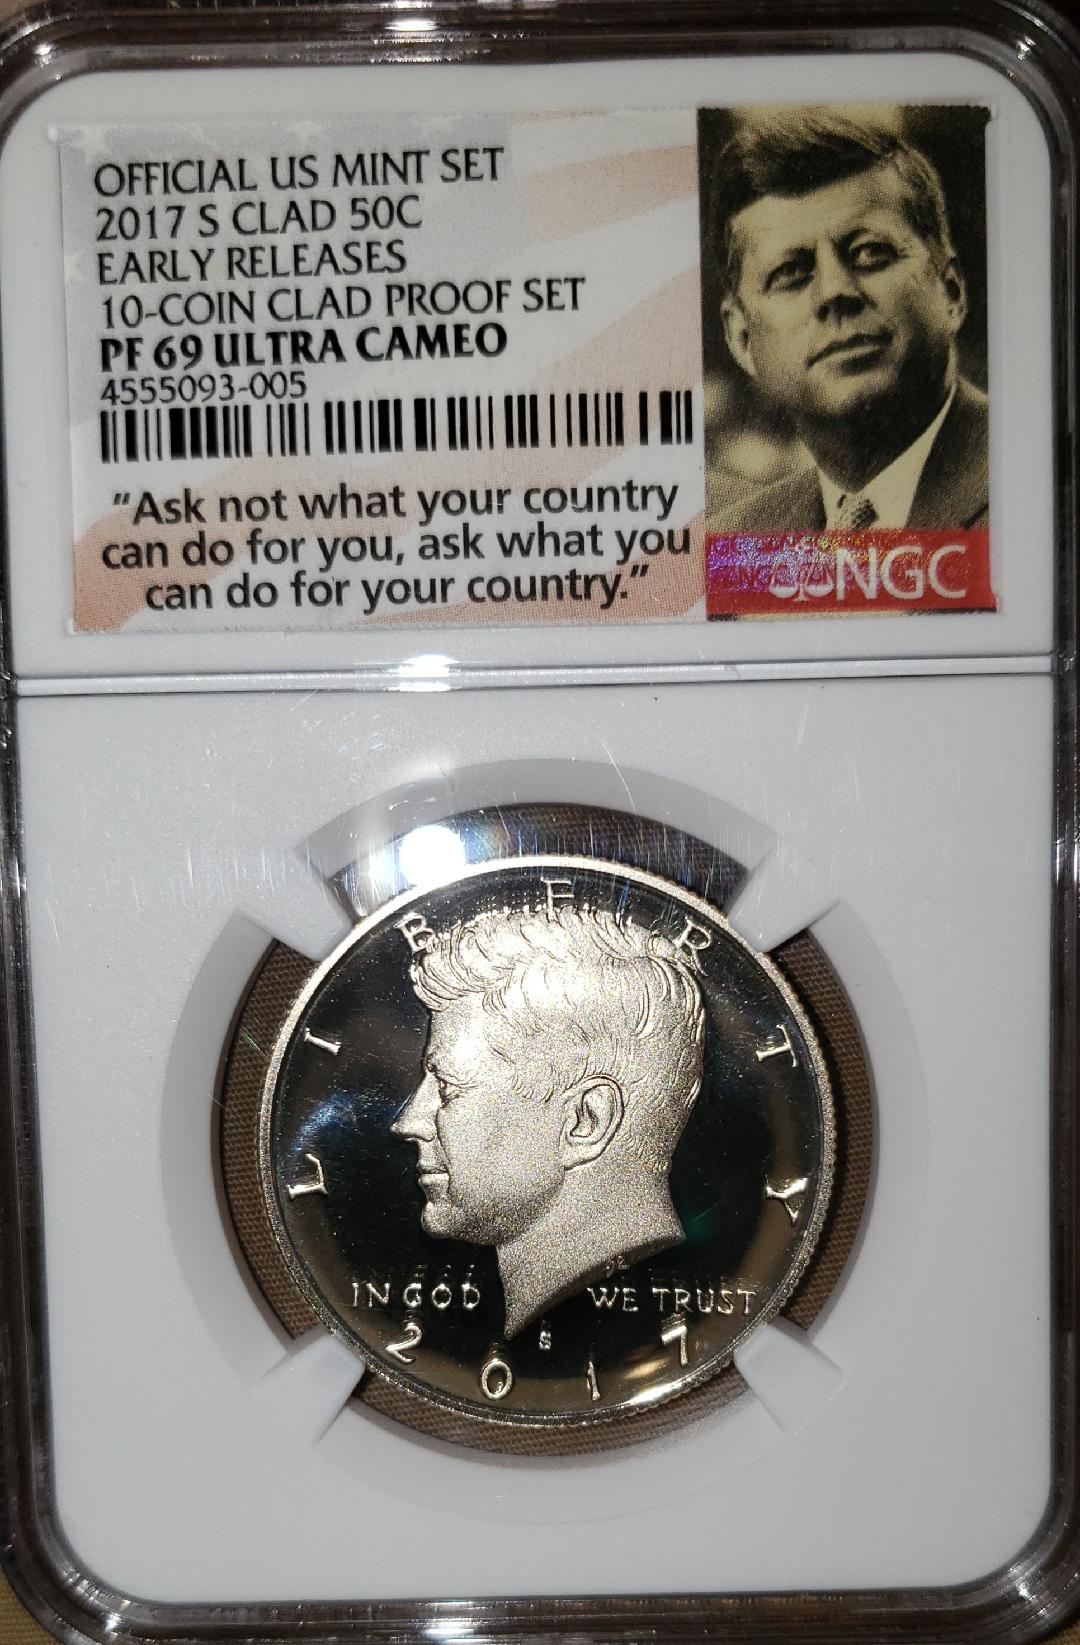 OFFICIAL US MINT SET
2017 S CLAD 50C
EARLY RELEASES
10-COIN CLAD PROOF SET
PF 69 ULTRA CAMEO
4555093-005
"Ask not what your country
can do for you, ask what you
can do for your country."
NGC
LIBERTY
IN GOD WE TRUST
S
2017